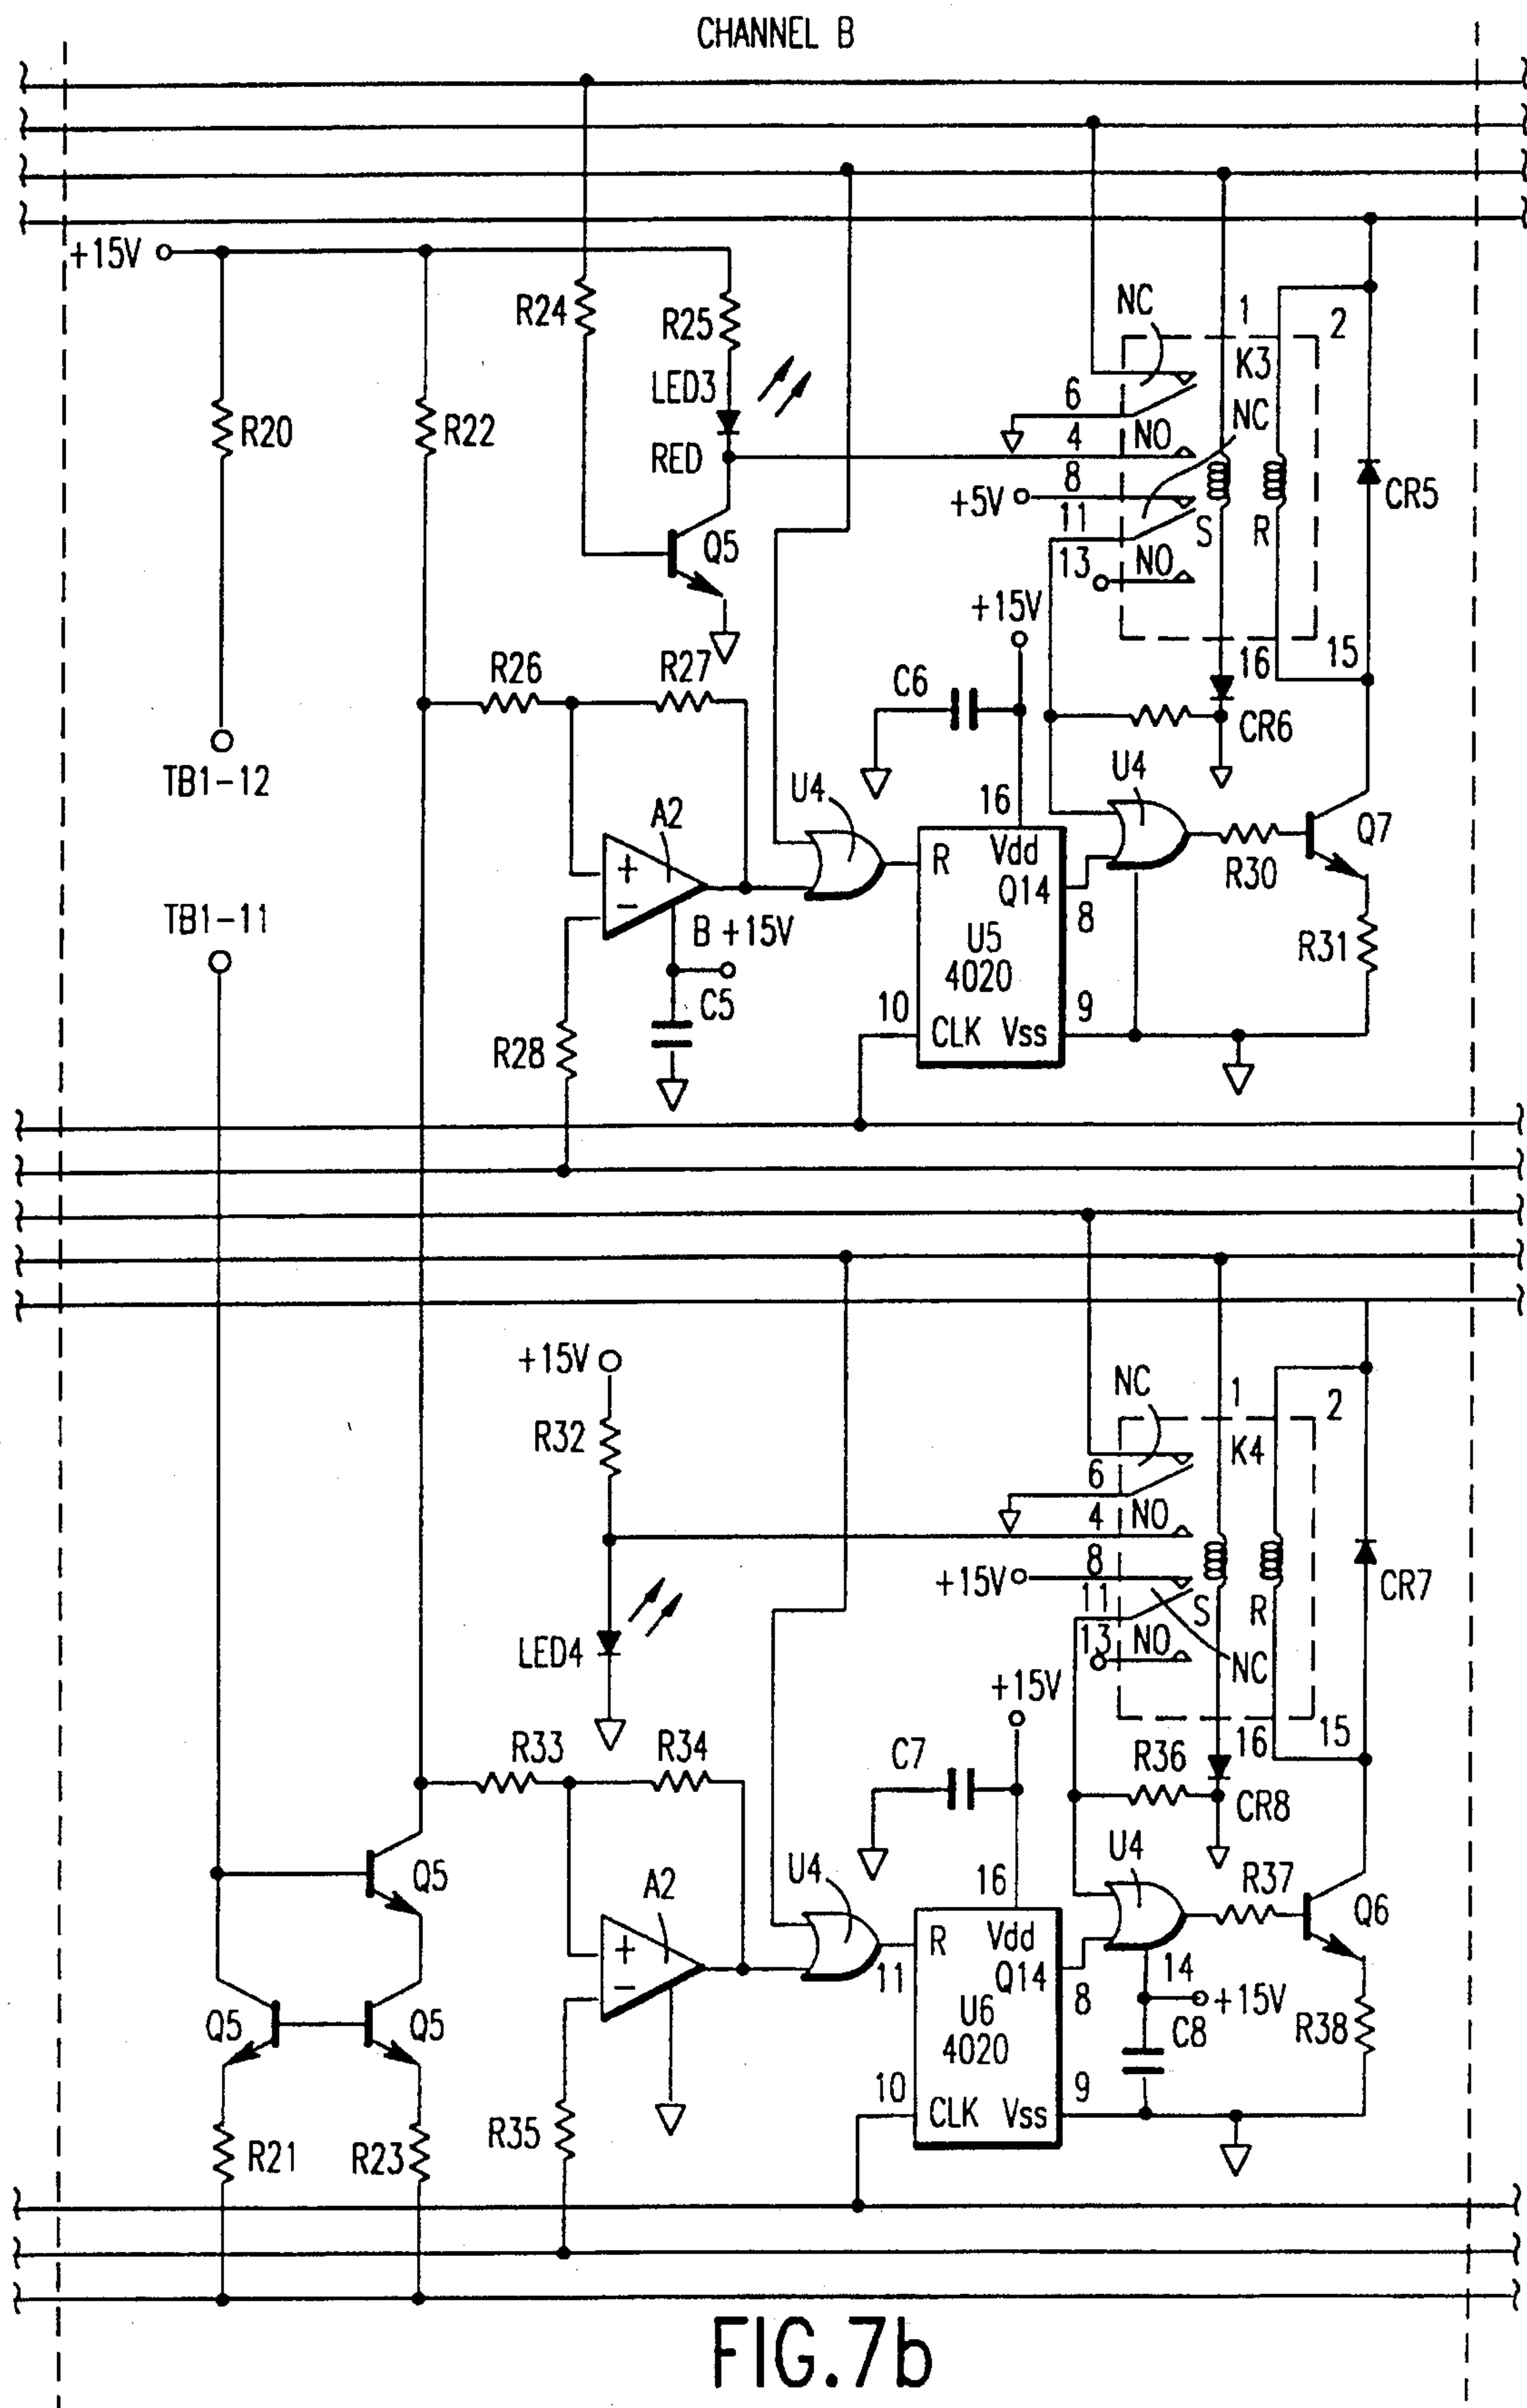 CHANNEL B
+15V
R20
R22
R24
R25
LED3
RED
Q5
NC
1
2
K3
6
NC
4
NO
8
+5V
11
S
R
13
NO
CR5
+15V
16
15
R26
R27
C6
CR6
TB1-12
U4
A2
U4
16
Vdd
R
Q14
8
R30
Q7
TB1-11
B +15V
U5
4020
R31
C5
10
CLK
Vss
9
R28
+15V
R32
NC
1
2
K4
6
4
NO
8
+15V
11
S
R
13
NO
NC
CR7
LED4
+15V
16
15
R33
R34
C7
R36
CR8
U4
Q5
A2
U4
16
R37
Q6
R
Vdd
11
Q14
8
14
+15V
Q5
Q5
U6
4020
C8
R38
10
CLK
Vss
9
R35
R21
R23
FIG.7b